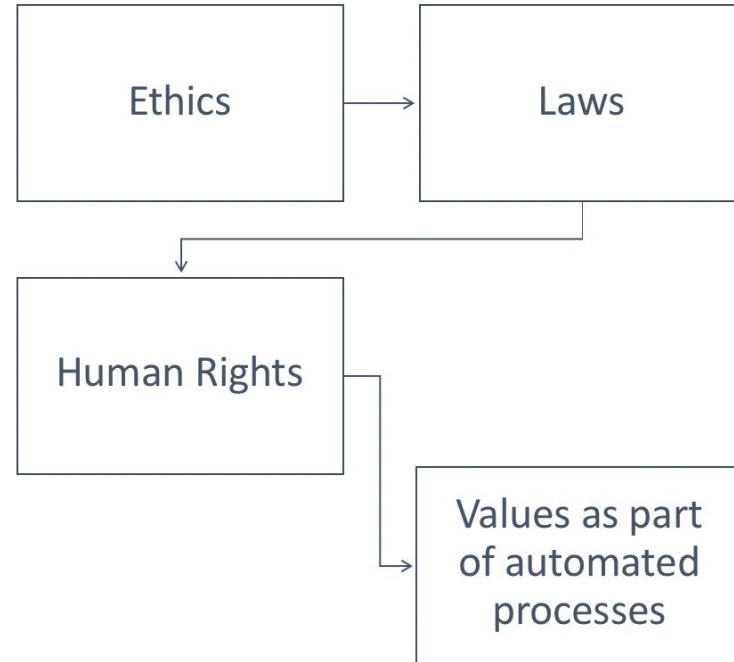 Ethics
Laws
Human Rights
Values as part
of automated
processes